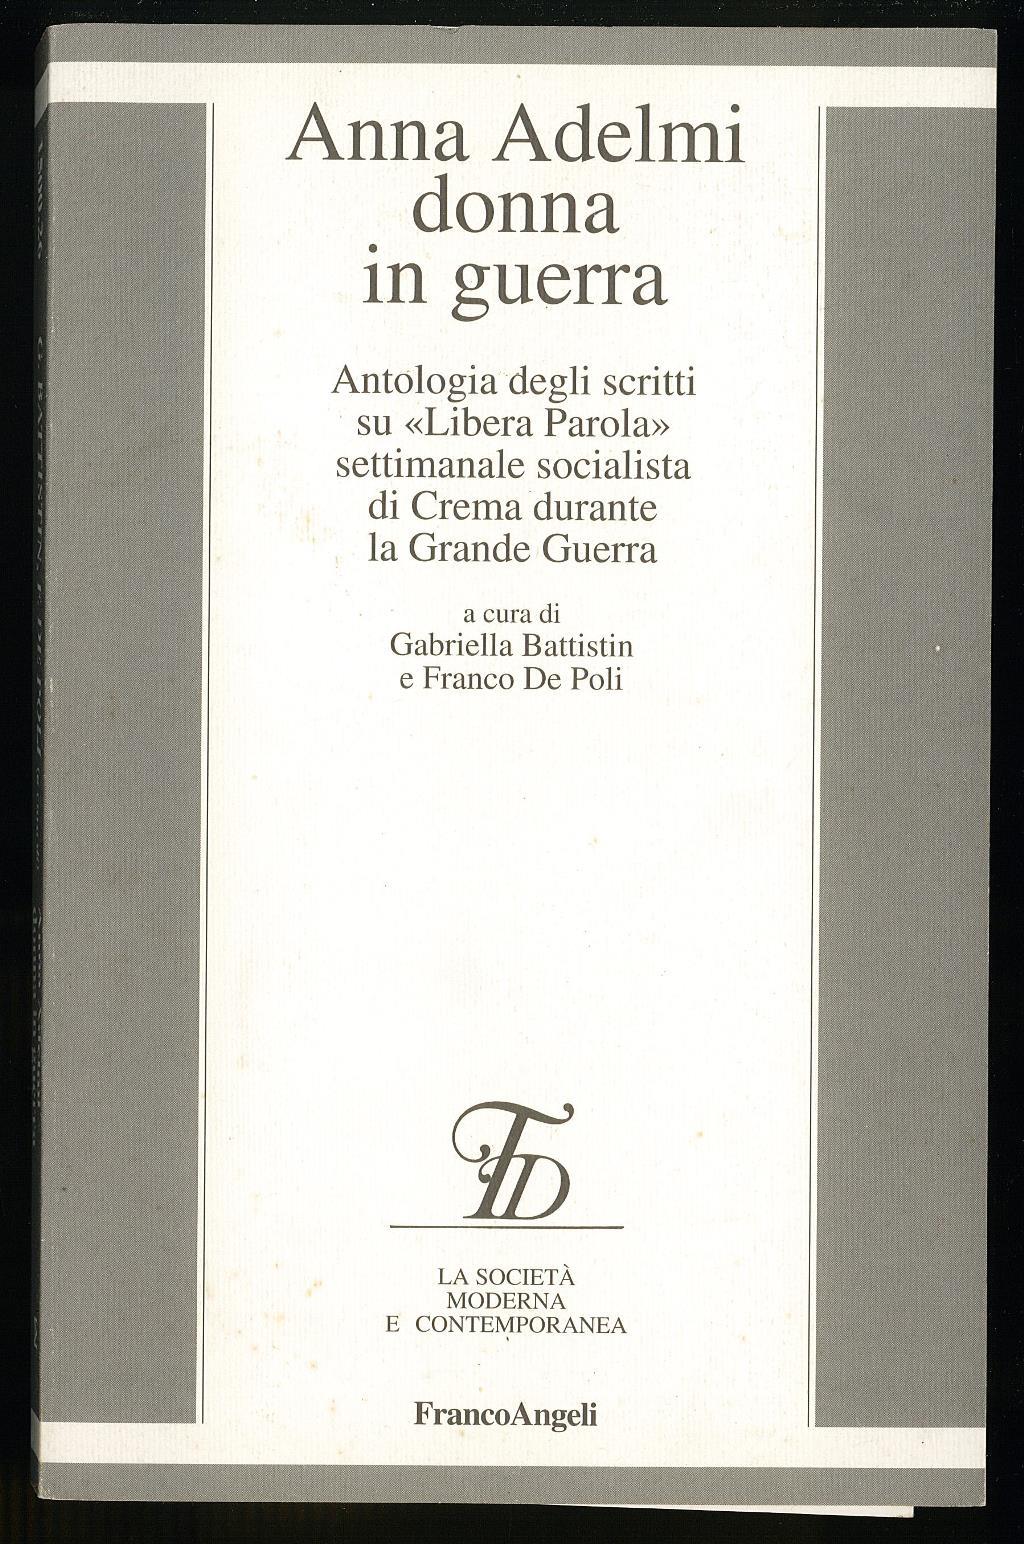 Anna Adelmi
donna
in guerra
Antologia degli scritti
su «Libera Parola»
settimanale socialista
di Crema durante
la Grande Guerra
a cura di
Gabriella Battistin
e Franco De Poli
TD
LA SOCIETÀ
MODERNA
E CONTEMPORANEA
FrancoAngeli